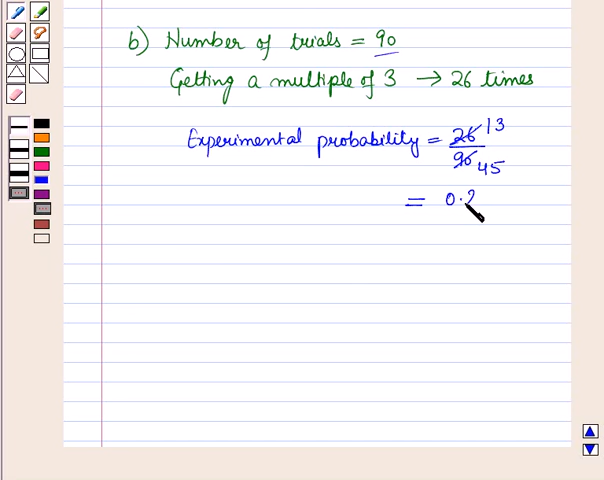 b) Number of trials = 90
Getting a multiple of 3 → 26 times
Experimental probability = 26/90 13/45
= 0.2